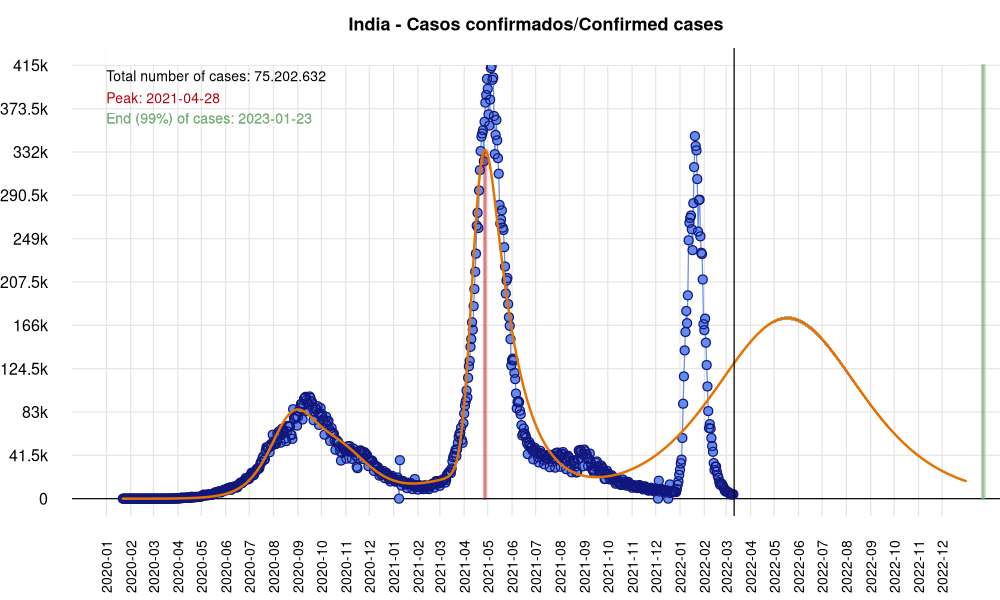 India - Casos confirmados/Confirmed cases
Total number of cases: 75.202.632
Peak: 2021-04-28
End (99%) of cases: 2023-01-23
415k
373.5k
332k
290.5k
249k
207.5k
166k
124.5k
83k
41.5k
0
2020-01
2020-02
2020-03
2020-04
2020-05
2020-06
2020-07
2020-08
2020-09
2020-10
2020-11
2020-12
2021-01
2021-02
2021-03
2021-04
2021-05
2021-06
2021-07
2021-08
2021-09
2021-10
2021-11
2021-12
2022-01
2022-02
2022-03
2022-04
2022-05
2022-06
2022-07
2022-08
2022-09
2022-10
2022-11
2022-12